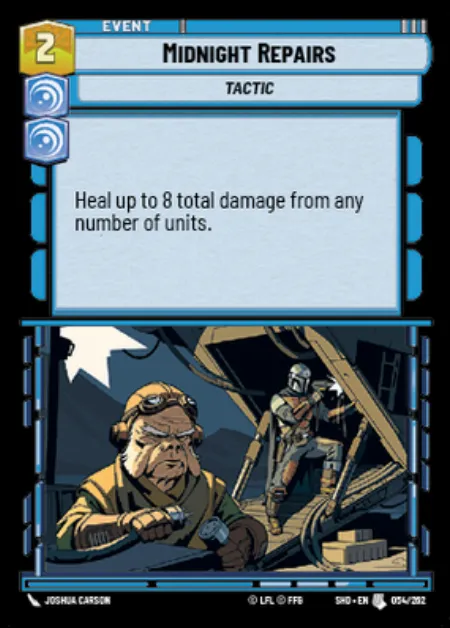 EVENT
2
MIDNIGHT REPAIRS
TACTIC
Heal up to 8 total damage from any
number of units.
JOSHUA CARSON
© LFL © FFG
SHD • EN
054/262